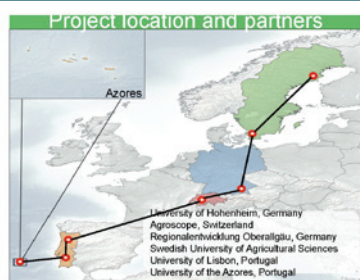 Project location and partners
Azores
University of Hohenheim, Germany
Agroscope, Switzerland
Regionalentwicklung Oberallgäu, Germany
Swedish University of Agricultural Sciences
University of Lisbon, Portugal
University of the Azores, Portugal